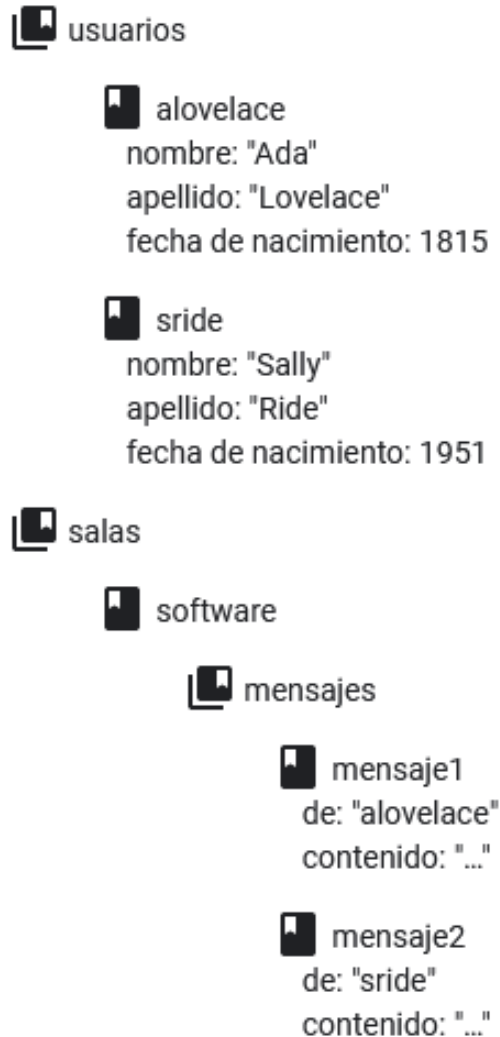 usuarios
alovelace
nombre: "Ada"
apellido: "Lovelace"
fecha de nacimiento: 1815
sride
nombre: "Sally"
apellido: "Ride"
fecha de nacimiento: 1951
salas
software
mensajes
mensaje1
de: "alovelace"
contenido: "..."
mensaje2
de: "sride"
contenido: "..."